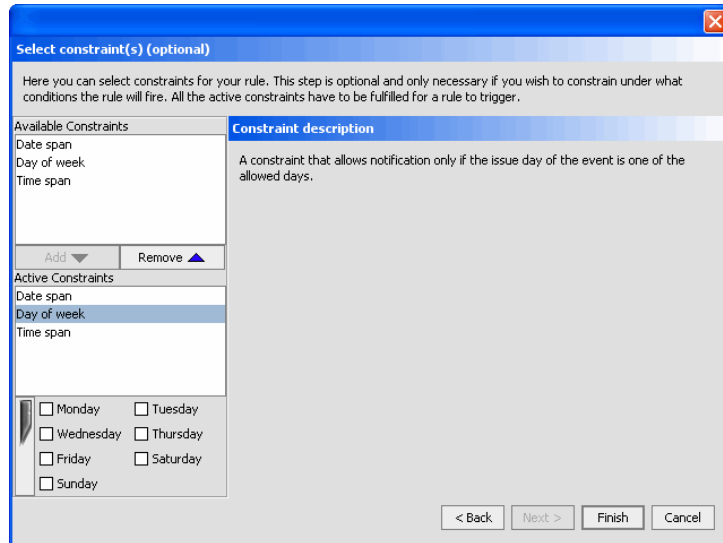 Select constraint(s) (optional)
Here you can select constraints for your rule. This step is optional and only necessary if you wish to constrain under what
conditions the rule will fire. All the active constraints have to be fulfilled for a rule to trigger.
Available Constraints
Date span
Day of week
Time span
Add
Remove
Active Constraints
Date span
Day of week
Time span
Monday
Tuesday
Wednesday
Thursday
Friday
Saturday
Sunday
Constraint description
A constraint that allows notification only if the issue day of the event is one of the
allowed days.
< Back
Next >
Finish
Cancel